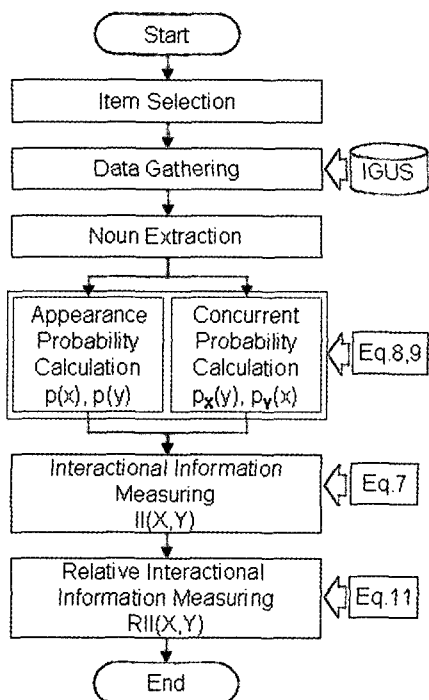 Start
Item Selection
Data Gathering
IGUS
Noun Extraction
Appearance
Probability
Calculation
p(x), p(y)
Concurrent
Probability
Calculation
pX(y), pY(x)
Eq.8,9
Interactional Information
Measuring
II(X,Y)
Eq.7
Relative Interactional
Information Measuring
RII(X,Y)
Eq.11
End